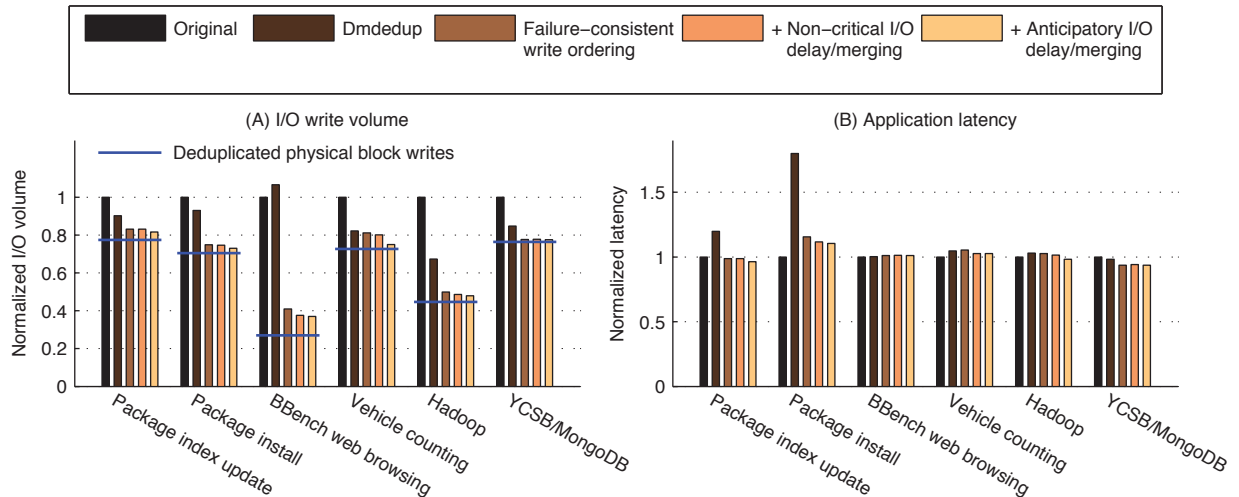 Original
Dmdedup
Failure−consistent
write ordering
+ Non−critical I/O
delay/merging
+ Anticipatory I/O
delay/merging
(A) I/O write volume
Deduplicated physical block writes
Normalized I/O volume
1
0.8
0.6
0.4
0.2
0
Package index update
Package install
BBench web browsing
Vehicle counting
Hadoop
YCSB/MongoDB
(B) Application latency
Normalized latency
1.5
1
0.5
0
Package index update
Package install
BBench web browsing
Vehicle counting
Hadoop
YCSB/MongoDB